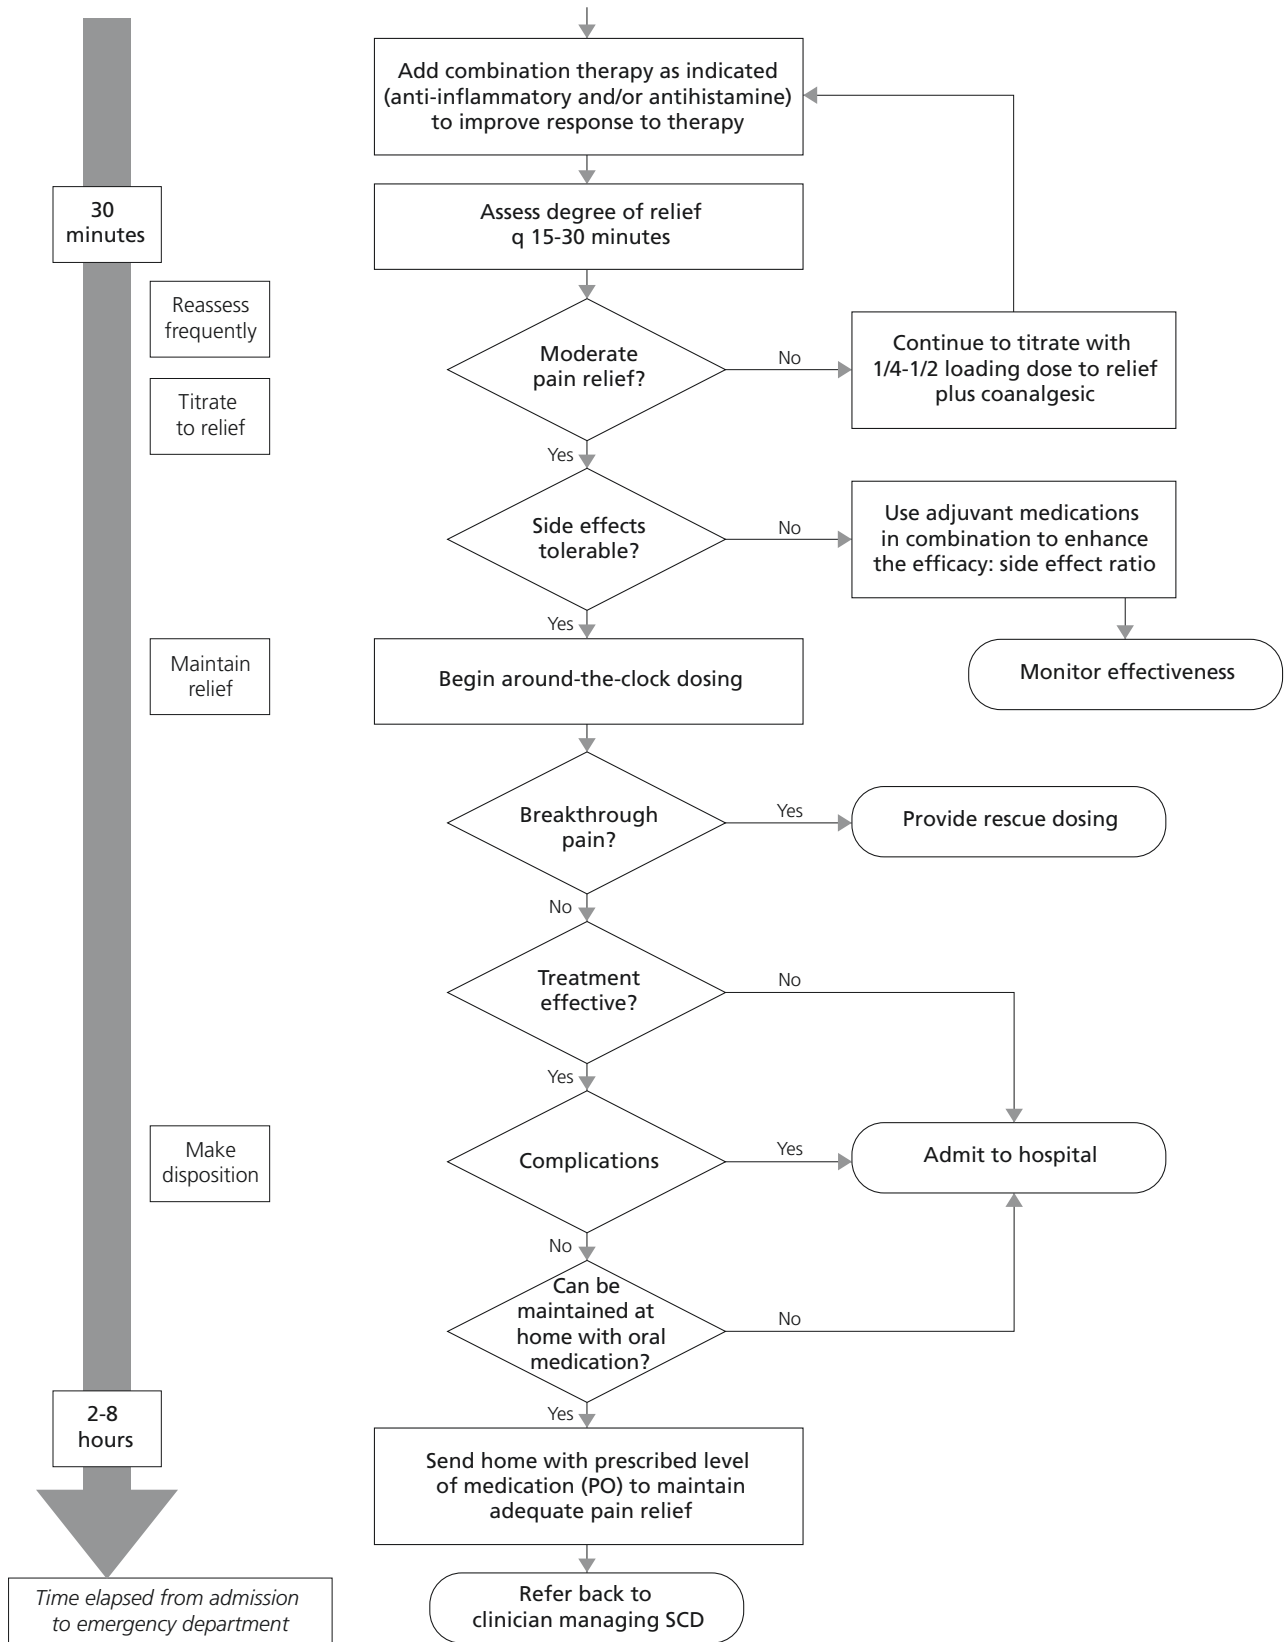 Add combination therapy as indicated
(anti-inflammatory and/or antihistamine)
to improve response to therapy
30
minutes
Assess degree of relief
q 15-30 minutes
Reassess
frequently
Moderate
pain relief?
No
Continue to titrate with
1/4-1/2 loading dose to relief
plus coanalgesic
Titrate
to relief
Yes
Side effects
tolerable?
No
Use adjuvant medications
in combination to enhance
the efficacy: side effect ratio
Yes
Maintain
relief
Begin around-the-clock dosing
Monitor effectiveness
Breakthrough
pain?
Yes
Provide rescue dosing
No
Treatment
effective?
No
Yes
Make
disposition
Complications
Yes
Admit to hospital
No
Can be
maintained at
home with oral
medication?
No
2-8
hours
Yes
Send home with prescribed level
of medication (PO) to maintain
adequate pain relief
Time elapsed from admission
to emergency department
Refer back to
clinician managing SCD